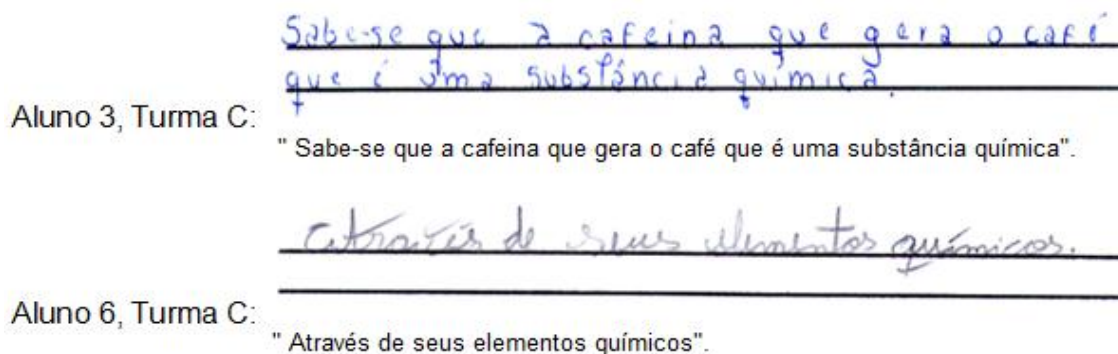 Sabe-se que a cafeina que gera o café
que é uma substância química.
Aluno 3, Turma C:
" Sabe-se que a cafeina que gera o café que é uma substância química".
Através de seus elementos químicos.
Aluno 6, Turma C:
" Através de seus elementos químicos".